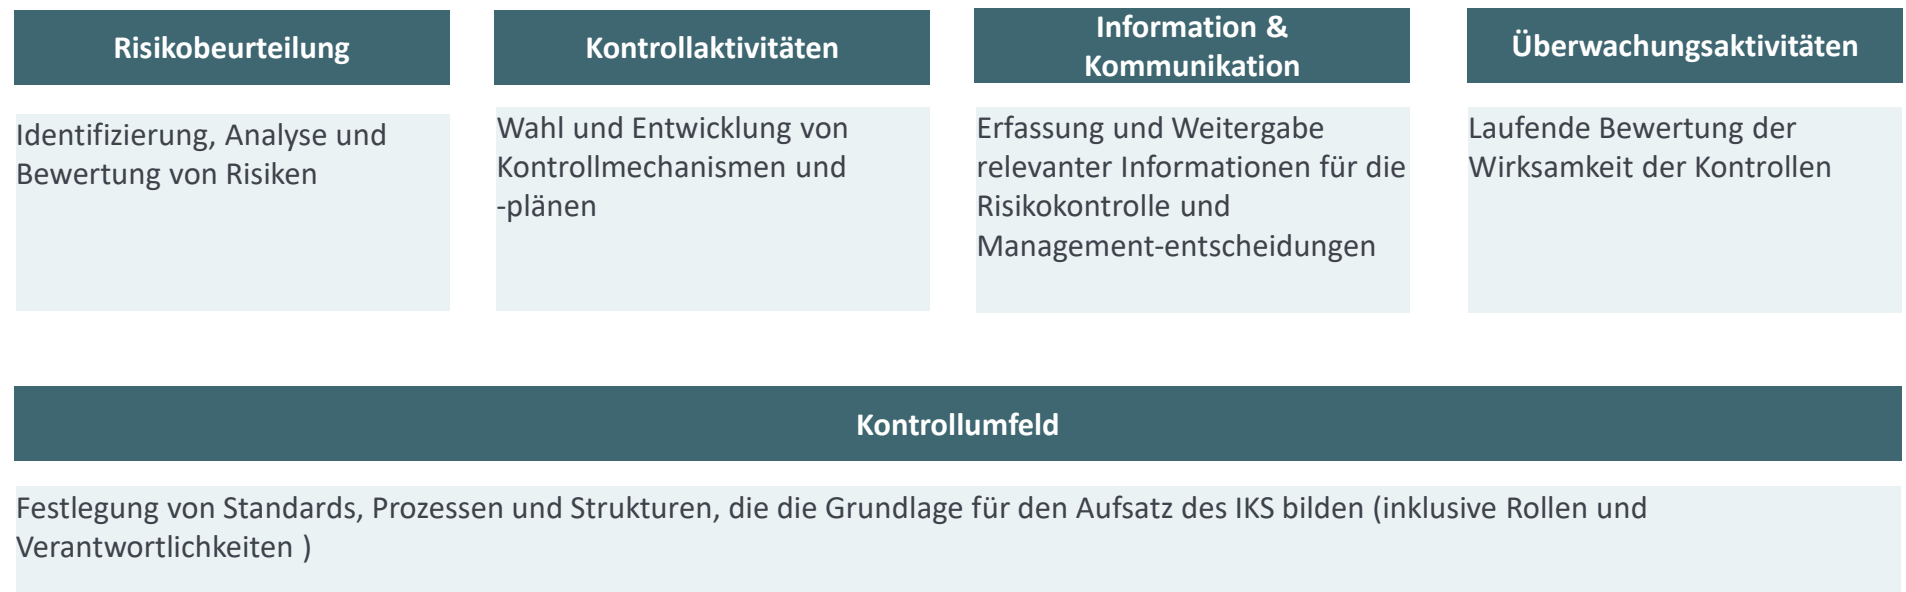 Risikobeurteilung
Identifizierung, Analyse und
Bewertung von Risiken
Kontrollaktivitäten
Wahl und Entwicklung von
Kontrollmechanismen und
-plänen
Information &
Kommunikation
Erfassung und Weitergabe
relevanter Informationen für die
Risikokontrolle und
Management-entscheidungen
Überwachungsaktivitäten
Laufende Bewertung der
Wirksamkeit der Kontrollen
Kontrollumfeld
Festlegung von Standards, Prozessen und Strukturen, die die Grundlage für den Aufsatz des IKS bilden (inklusive Rollen und
Verantwortlichkeiten )